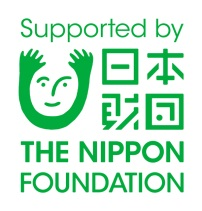 Supported by
日本
財団
THE NIPPON
FOUNDATION